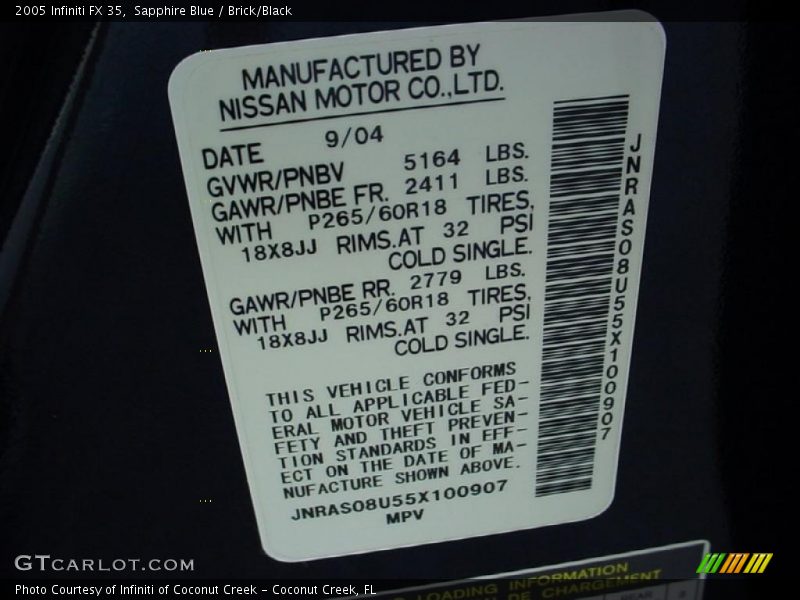 2005 Infiniti FX 35, Sapphire Blue / Brick/Black
MANUFACTURED BY
NISSAN MOTOR CO.,LTD.
DATE 9/04
GVWR/PNBV 5164 LBS.
GAWR/PNBE FR. 2411 LBS.
WITH P265/60R18 TIRES,
18X8JJ RIMS.AT 32 PSI
COLD SINGLE.
GAWR/PNBE RR. 2779 LBS.
WITH P265/60R18 TIRES,
18X8JJ RIMS.AT 32 PSI
COLD SINGLE.
THIS VEHICLE CONFORMS
TO ALL APPLICABLE FED-
ERAL MOTOR VEHICLE SA-
FETY AND THEFT PREVEN-
TION STANDARDS IN EFF-
ECT ON THE DATE OF MA-
NUFACTURE SHOWN ABOVE.
JNRAS08U55X100907
MPV
JNRAS08U55X100907
LOADING INFORMATION
DE CHARGEMENT
REAR
GTCARLOT.COM
Photo Courtesy of Infiniti of Coconut Creek – Coconut Creek, FL